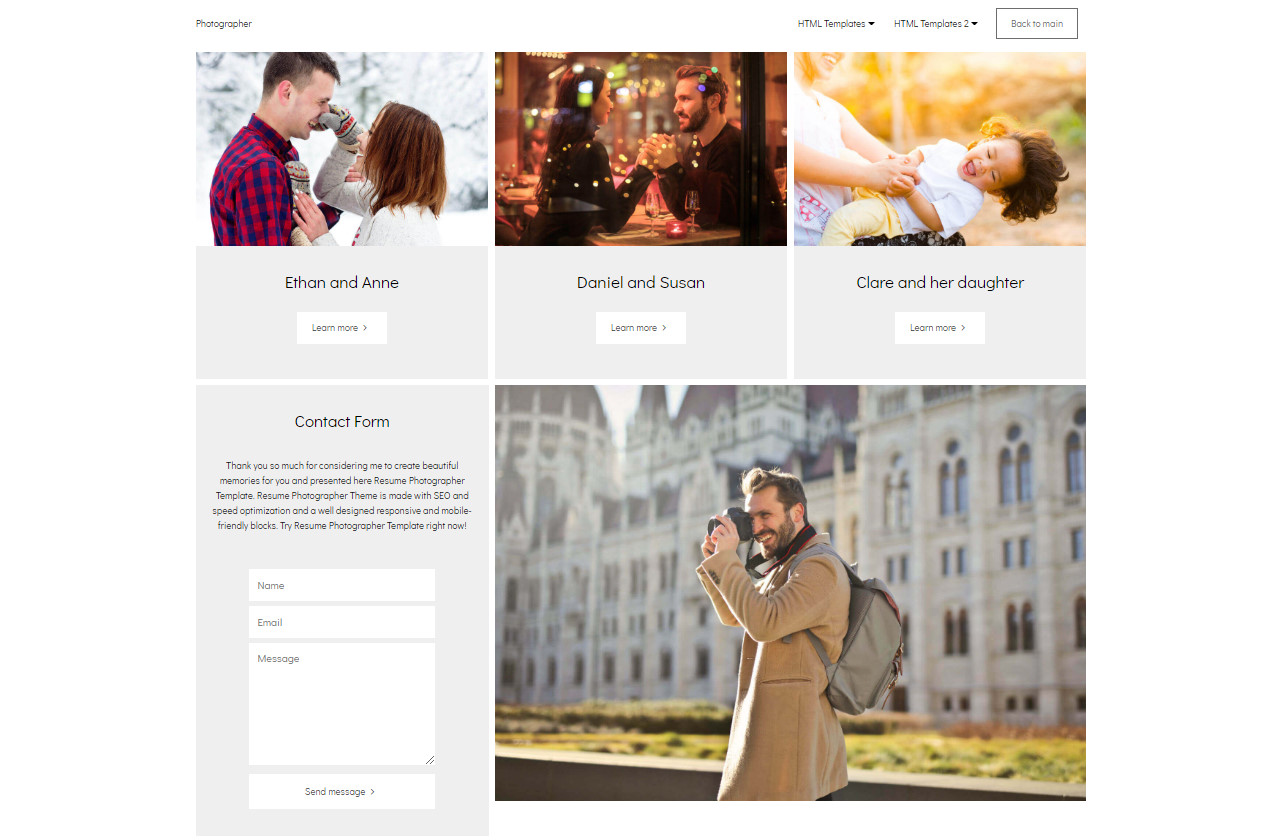 Photographer
HTML Templates
HTML Templates 2
Back to main
Ethan and Anne
Daniel and Susan
Clare and her daughter
Learn more
Learn more
Learn more
Contact Form
Thank you so much for considering me to create beautiful
memories for you and presented here Resume Photographer
Template. Resume Photographer Theme is made with SEO and
speed optimization and a well designed responsive and mobile-
friendly blocks. Try Resume Photographer Template right now!
Name
Email
Message
Send message